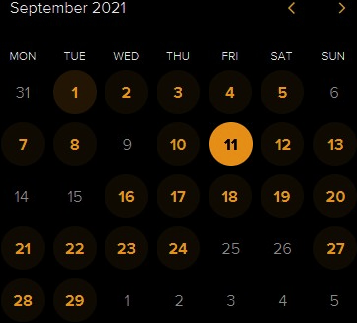 September 2021
MON TUE WED THU FRI SAT SUN
31 1 2 3 4 5 6
7 8 9 10 11 12 13
14 15 16 17 18 19 20
21 22 23 24 25 26 27
28 29 1 2 3 4 5